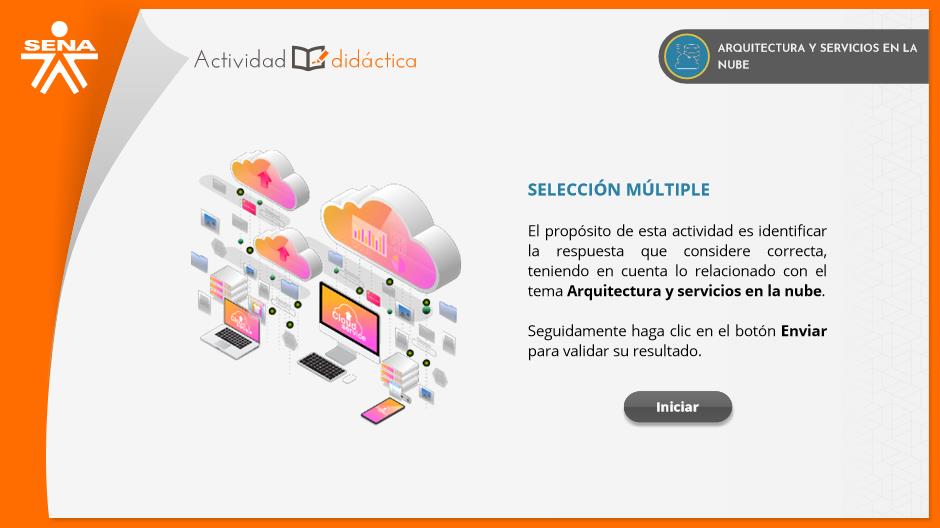 SENA
Actividad didáctica
ARQUITECTURA Y SERVICIOS EN LA
NUBE
SELECCIÓN MÚLTIPLE
El propósito de esta actividad es identificar
la respuesta que considere correcta,
teniendo en cuenta lo relacionado con el
tema Arquitectura y servicios en la nube.
Seguidamente haga clic en el botón Enviar
para validar su resultado.
Iniciar
Cloud
Service